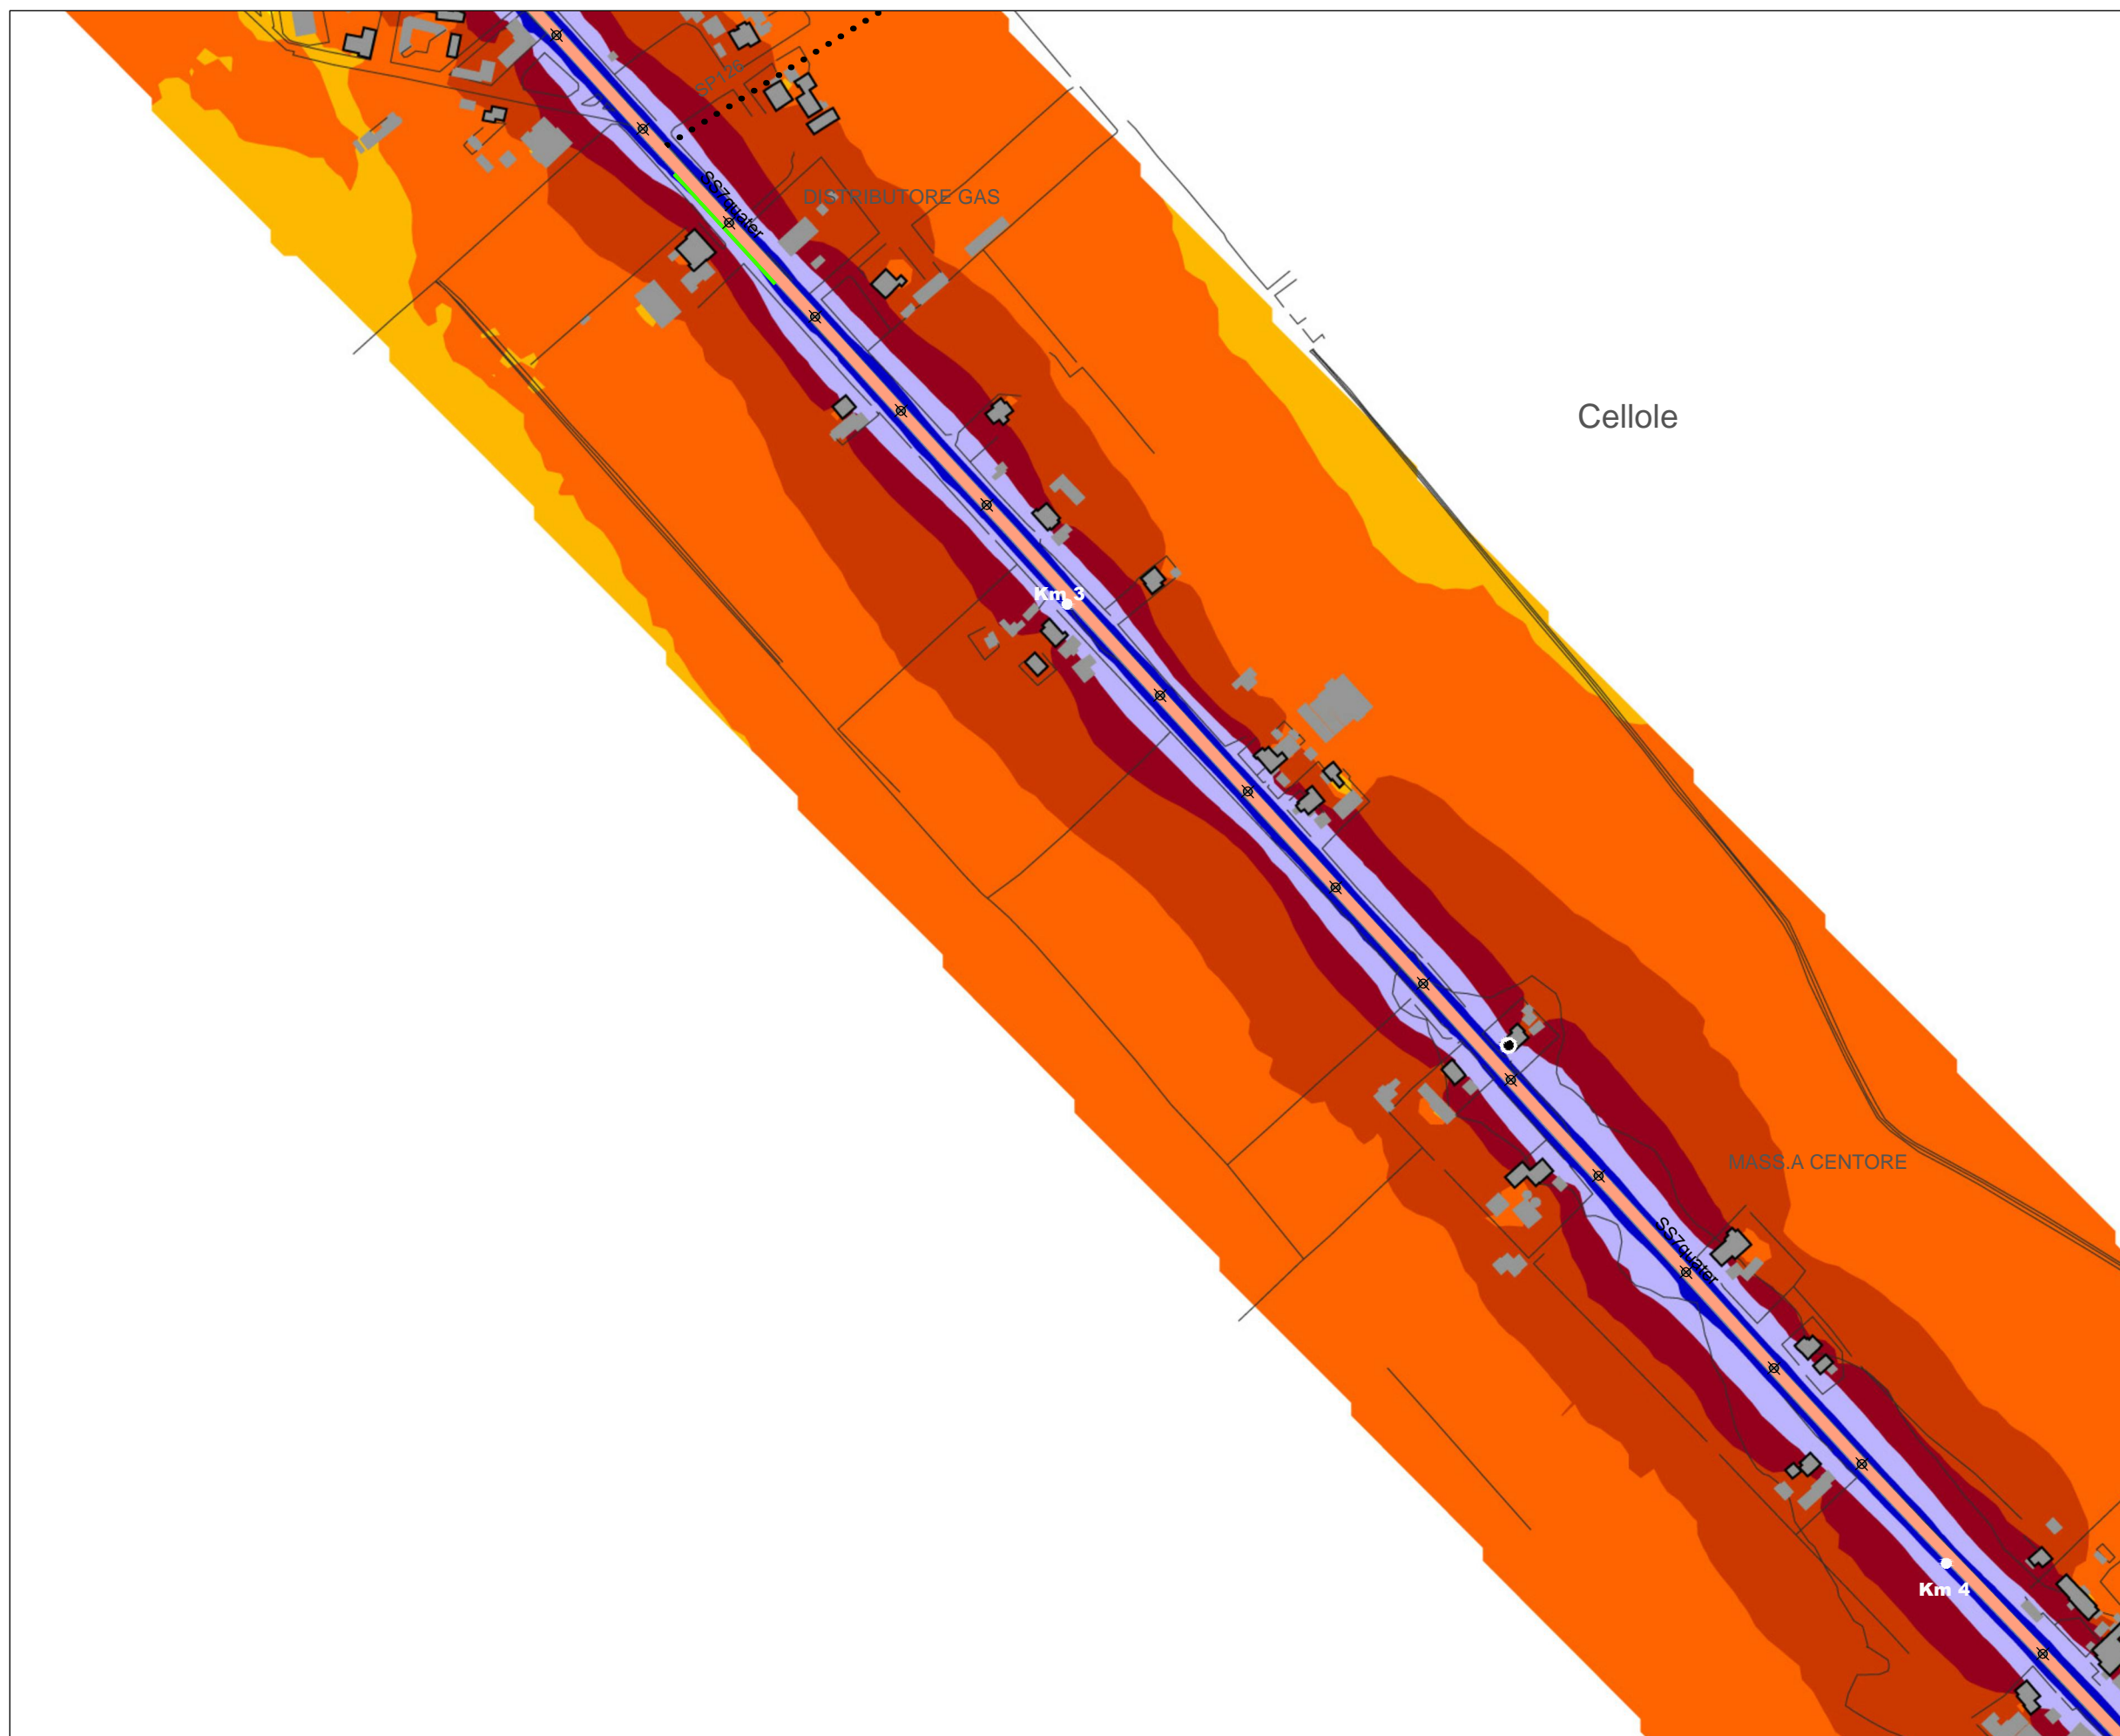 SP126
SS7quater
DISTRIBUTORE GAS
Cellole
Km 3
MASS.A CENTORE
SS7quater
Km 4